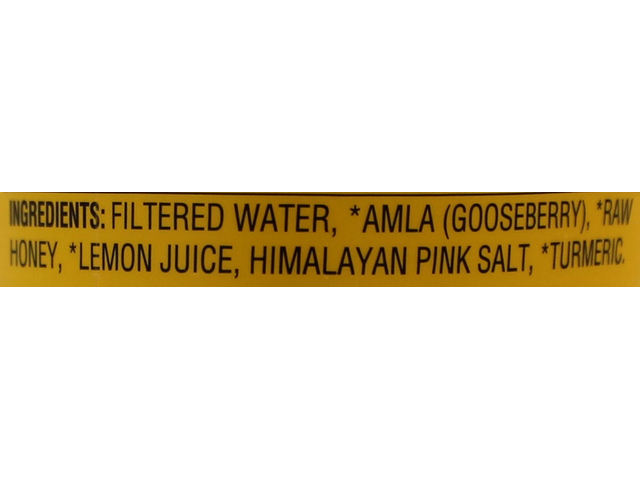 INGREDIENTS: FILTERED WATER, *AMLA (GOOSEBERRY), *RAW
HONEY, *LEMON JUICE, HIMALAYAN PINK SALT, *TURMERIC.